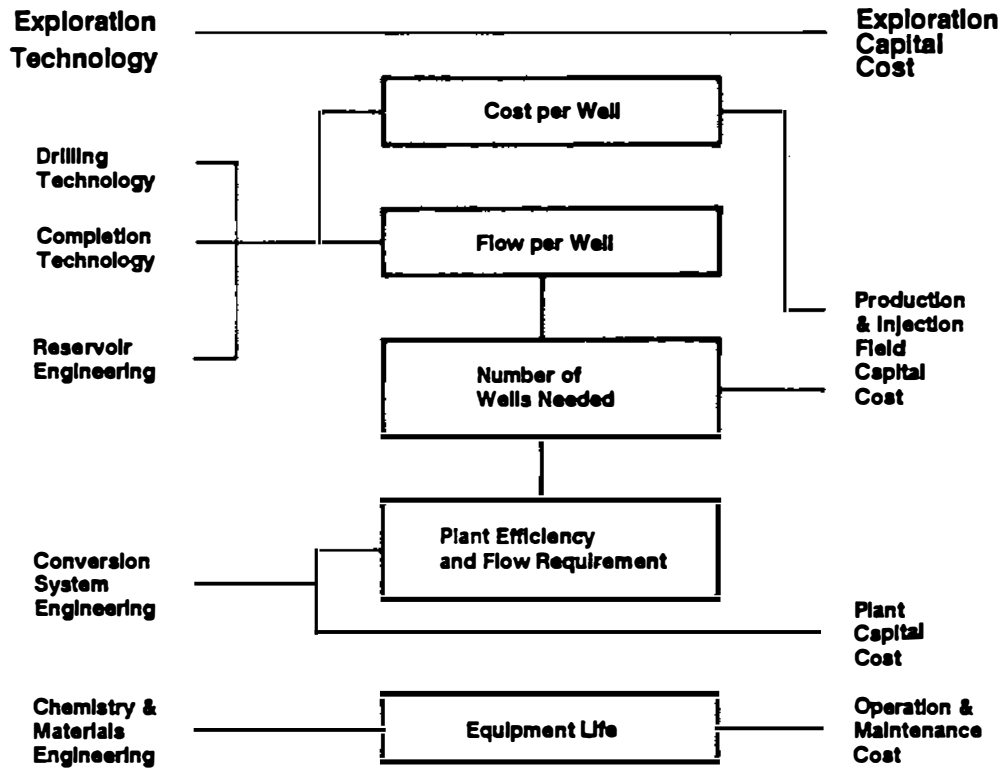 Exploration
Technology
Exploration
Capital
Cost
Cost per Well
Drilling
Technology
Completion
Technology
Flow per Well
Reservoir
Engineering
Production
& Injection
Field
Capital
Cost
Number of
Wells Needed
Plant Efficiency
and Flow Requirement
Conversion
System
Engineering
Plant
Capital
Cost
Chemistry &
Materials
Engineering
Equipment Life
Operation &
Maintenance
Cost